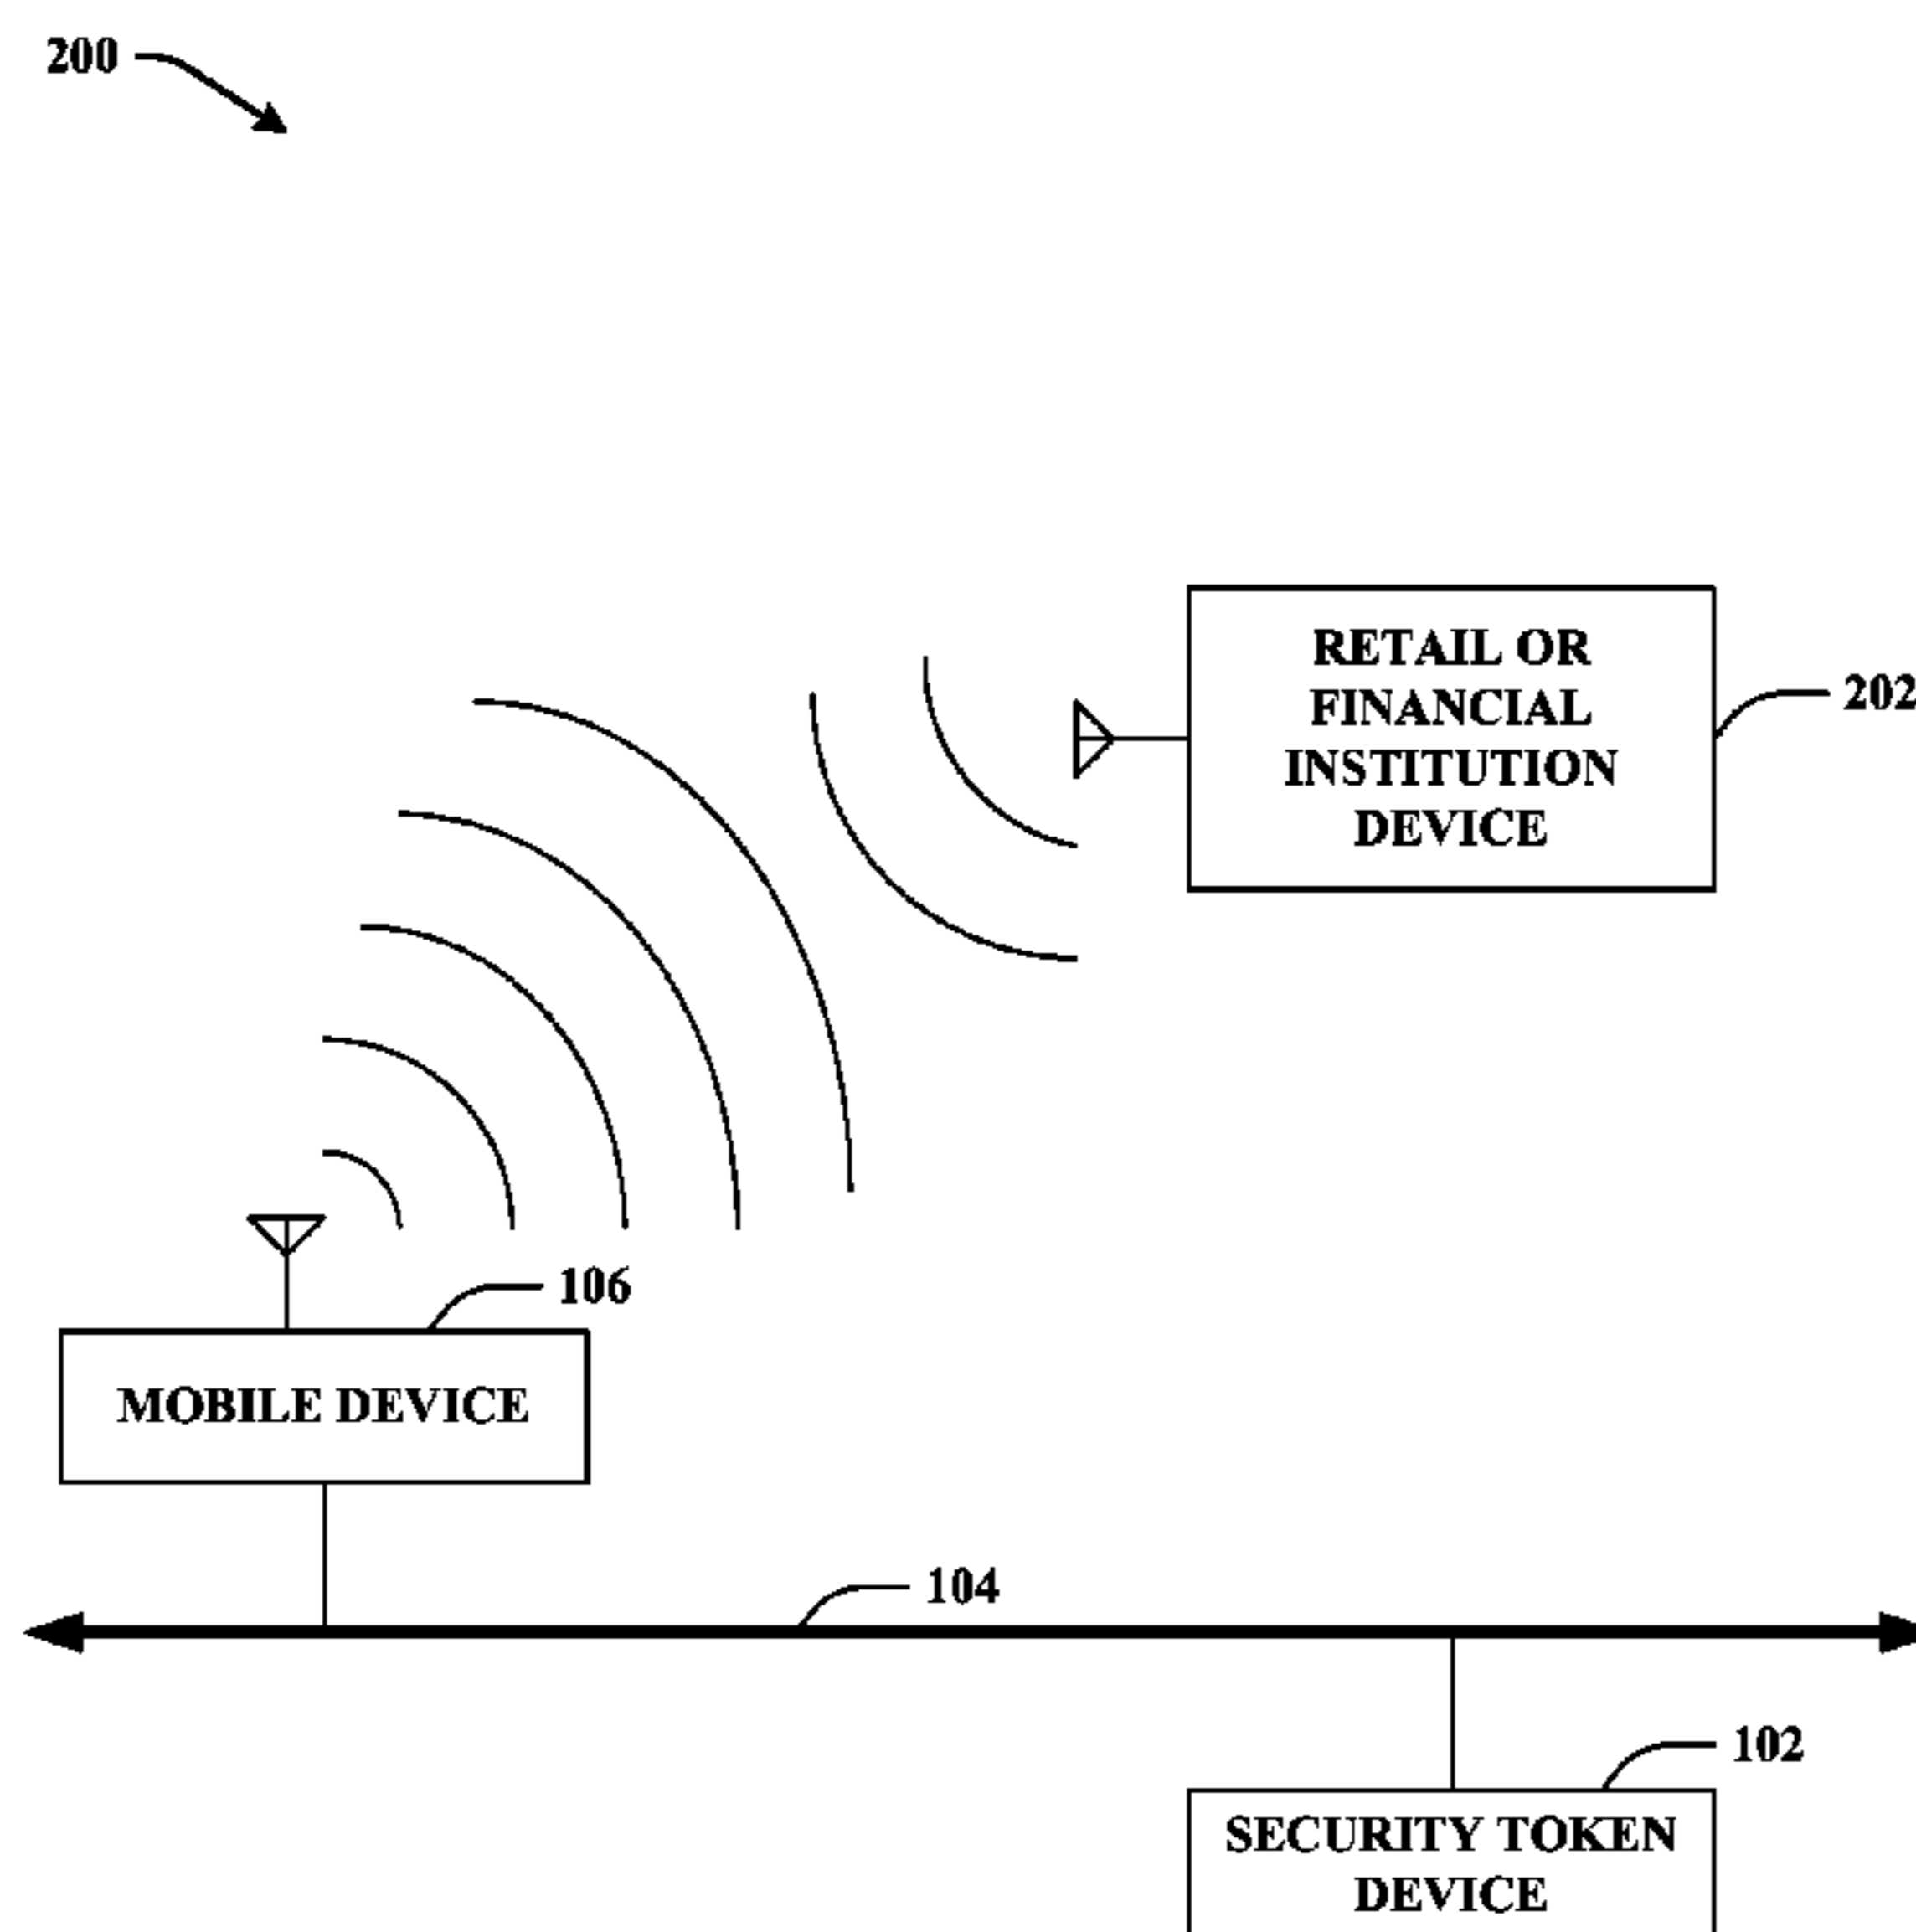 200
RETAIL OR
FINANCIAL
INSTITUTION
DEVICE
202
106
MOBILE DEVICE
104
102
SECURITY TOKEN
DEVICE